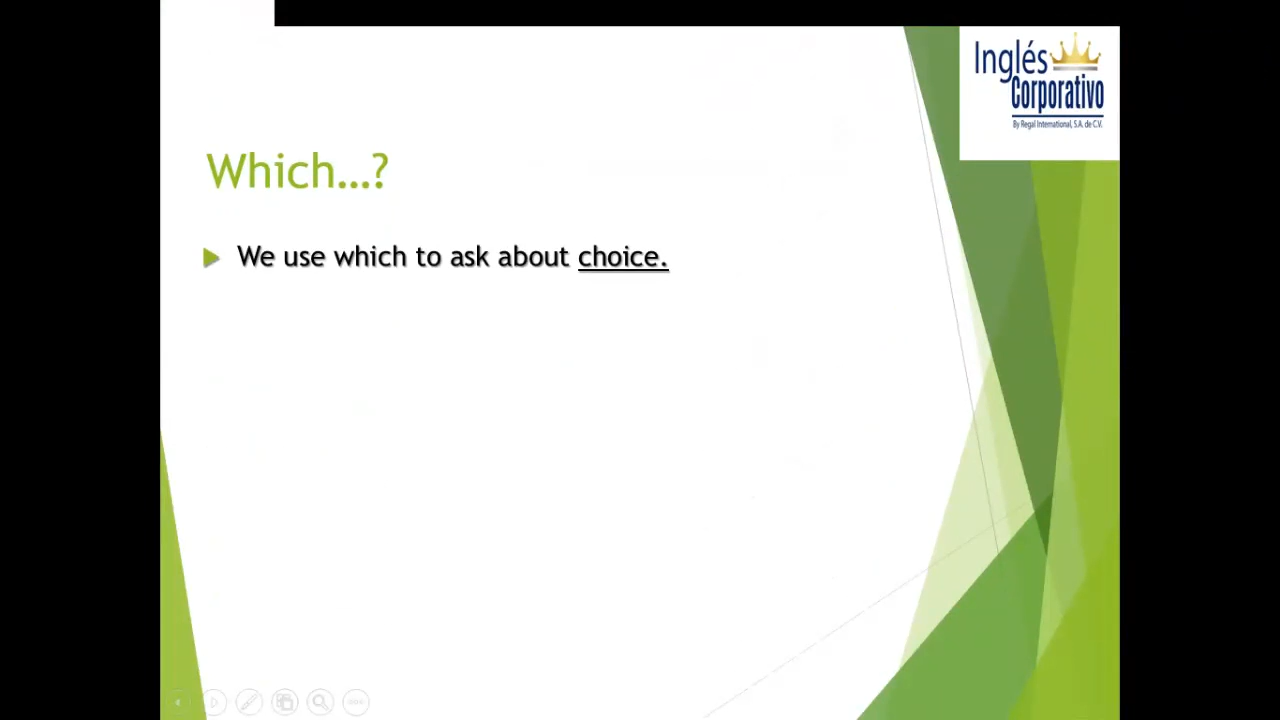 Inglés
Corporativo
By Regal International, S.A. de C.V.
Which...?
We use which to ask about choice.